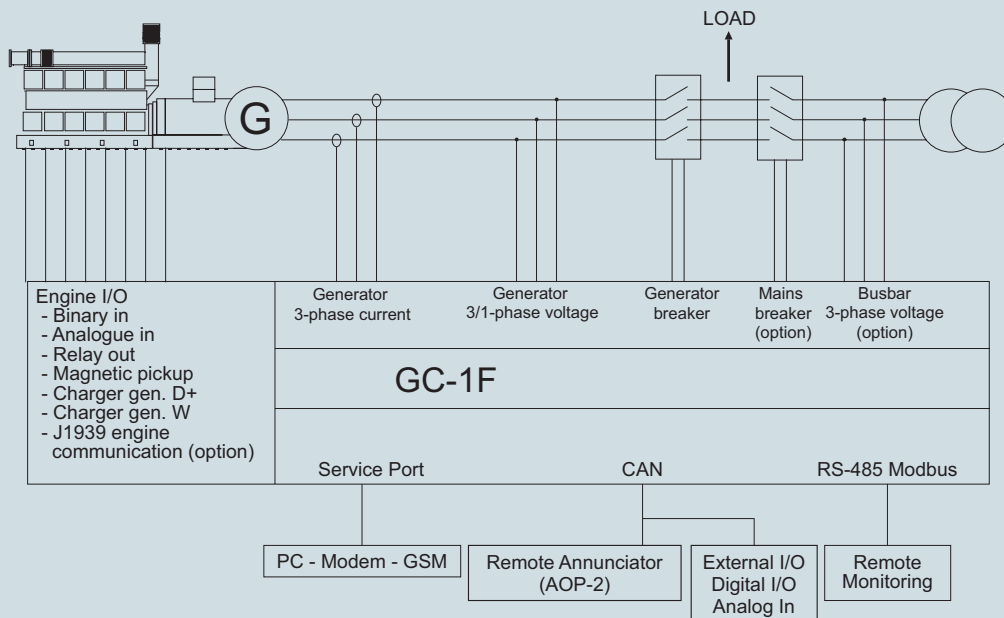 LOAD
G
Engine I/O
- Binary in
- Analogue in
- Relay out
- Magnetic pickup
- Charger gen. D+
- Charger gen. W
- J1939 engine
communication (option)
Generator
3-phase current
Generator
3/1-phase voltage
Generator
breaker
Mains
breaker
(option)
Busbar
3-phase voltage
(option)
GC-1F
Service Port
CAN
RS-485 Modbus
PC - Modem - GSM
Remote Annunciator
(AOP-2)
External I/O
Digital I/O
Analog In
Remote
Monitoring